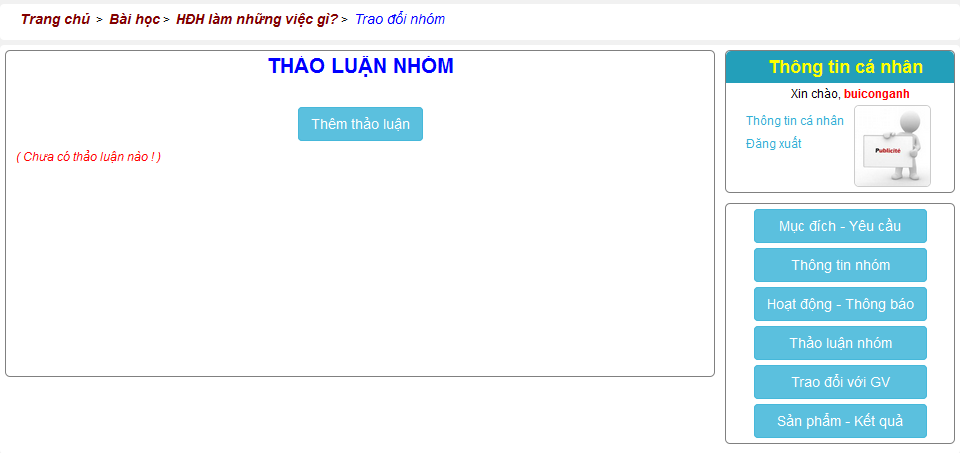 Trang chủ > Bài học > HĐH làm những việc gì? > Trao đổi nhóm
THẢO LUẬN NHÓM
Thêm thảo luận
( Chưa có thảo luận nào ! )
Thông tin cá nhân
Xin chào, buiconganh
Thông tin cá nhân
Đăng xuất
Publicité
Mục đích - Yêu cầu
Thông tin nhóm
Hoạt động - Thông báo
Thảo luận nhóm
Trao đổi với GV
Sản phẩm - Kết quả